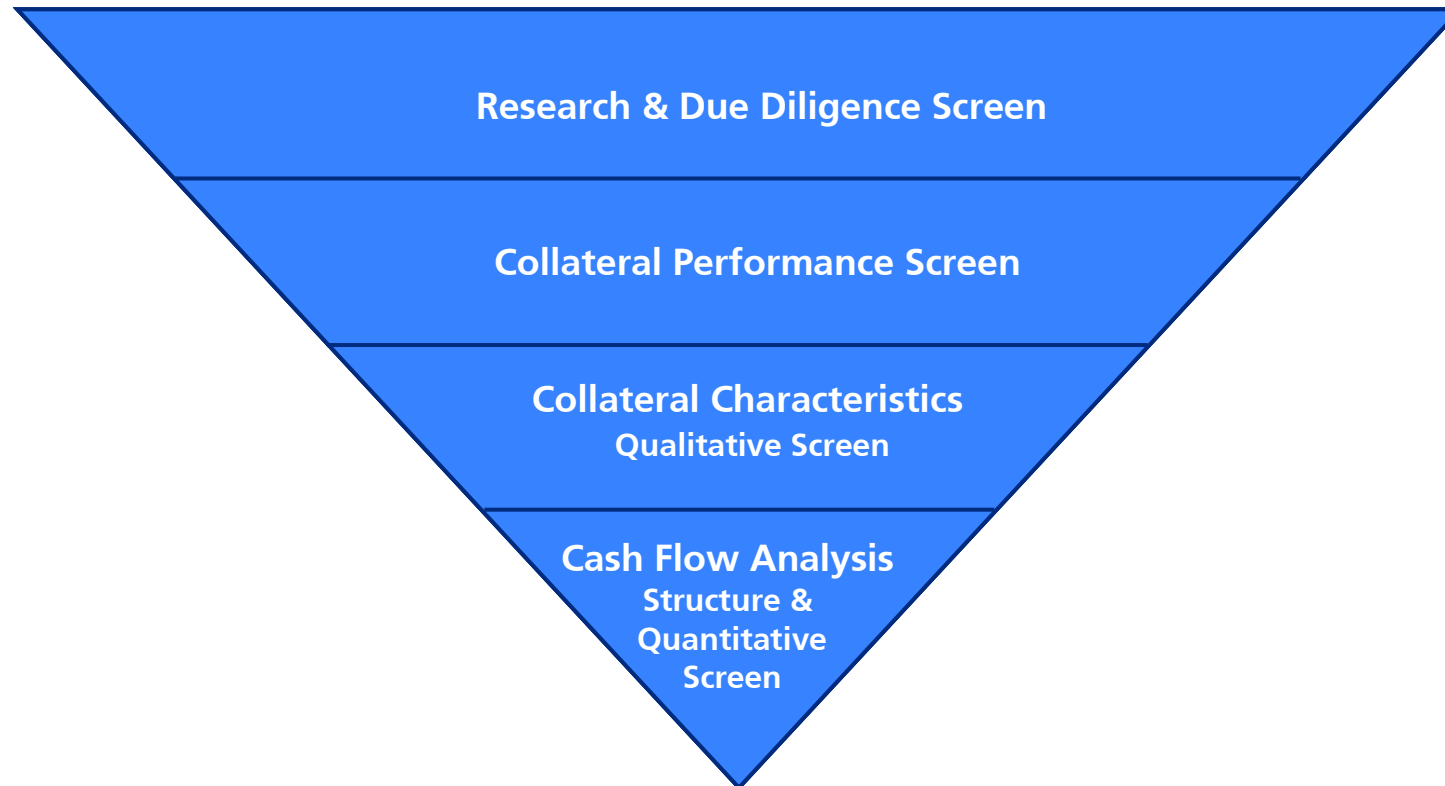 Research & Due Diligence Screen
Collateral Performance Screen
Collateral Characteristics
Qualitative Screen
Cash Flow Analysis
Structure &
Quantitative
Screen